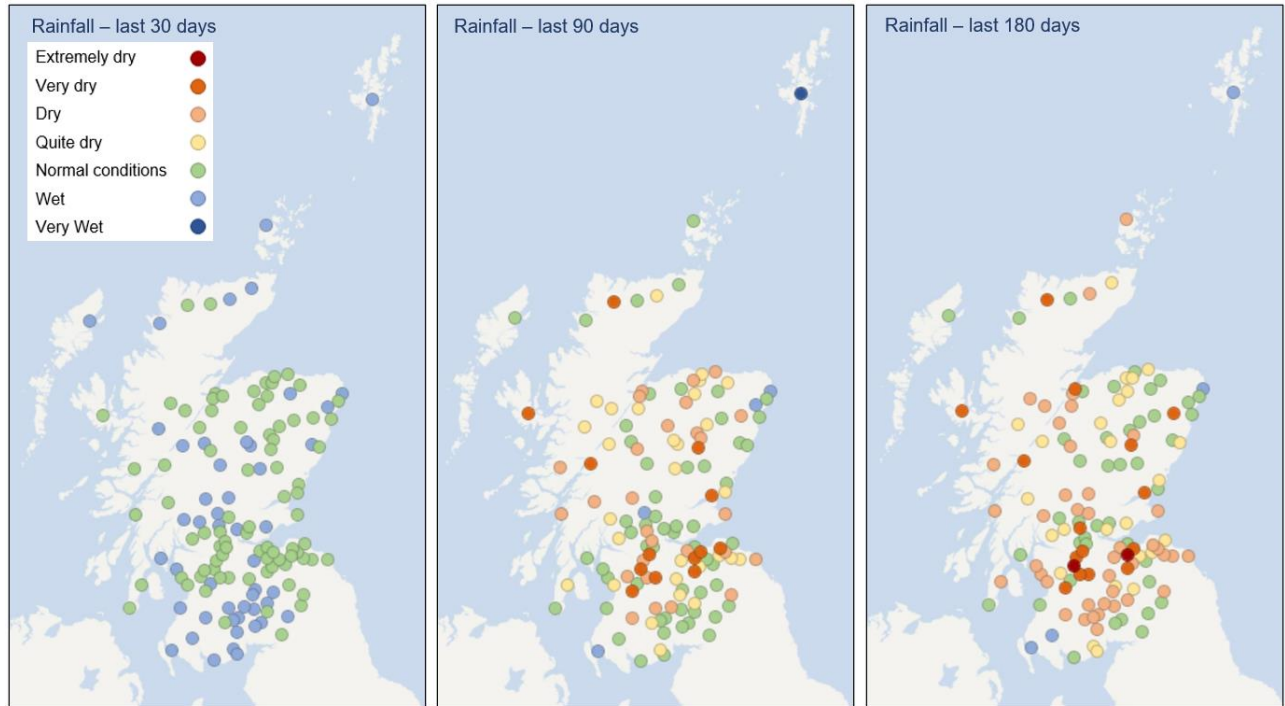 Rainfall – last 30 days
Extremely dry
Very dry
Dry
Quite dry
Normal conditions
Wet
Very Wet
Rainfall – last 90 days
Rainfall – last 180 days